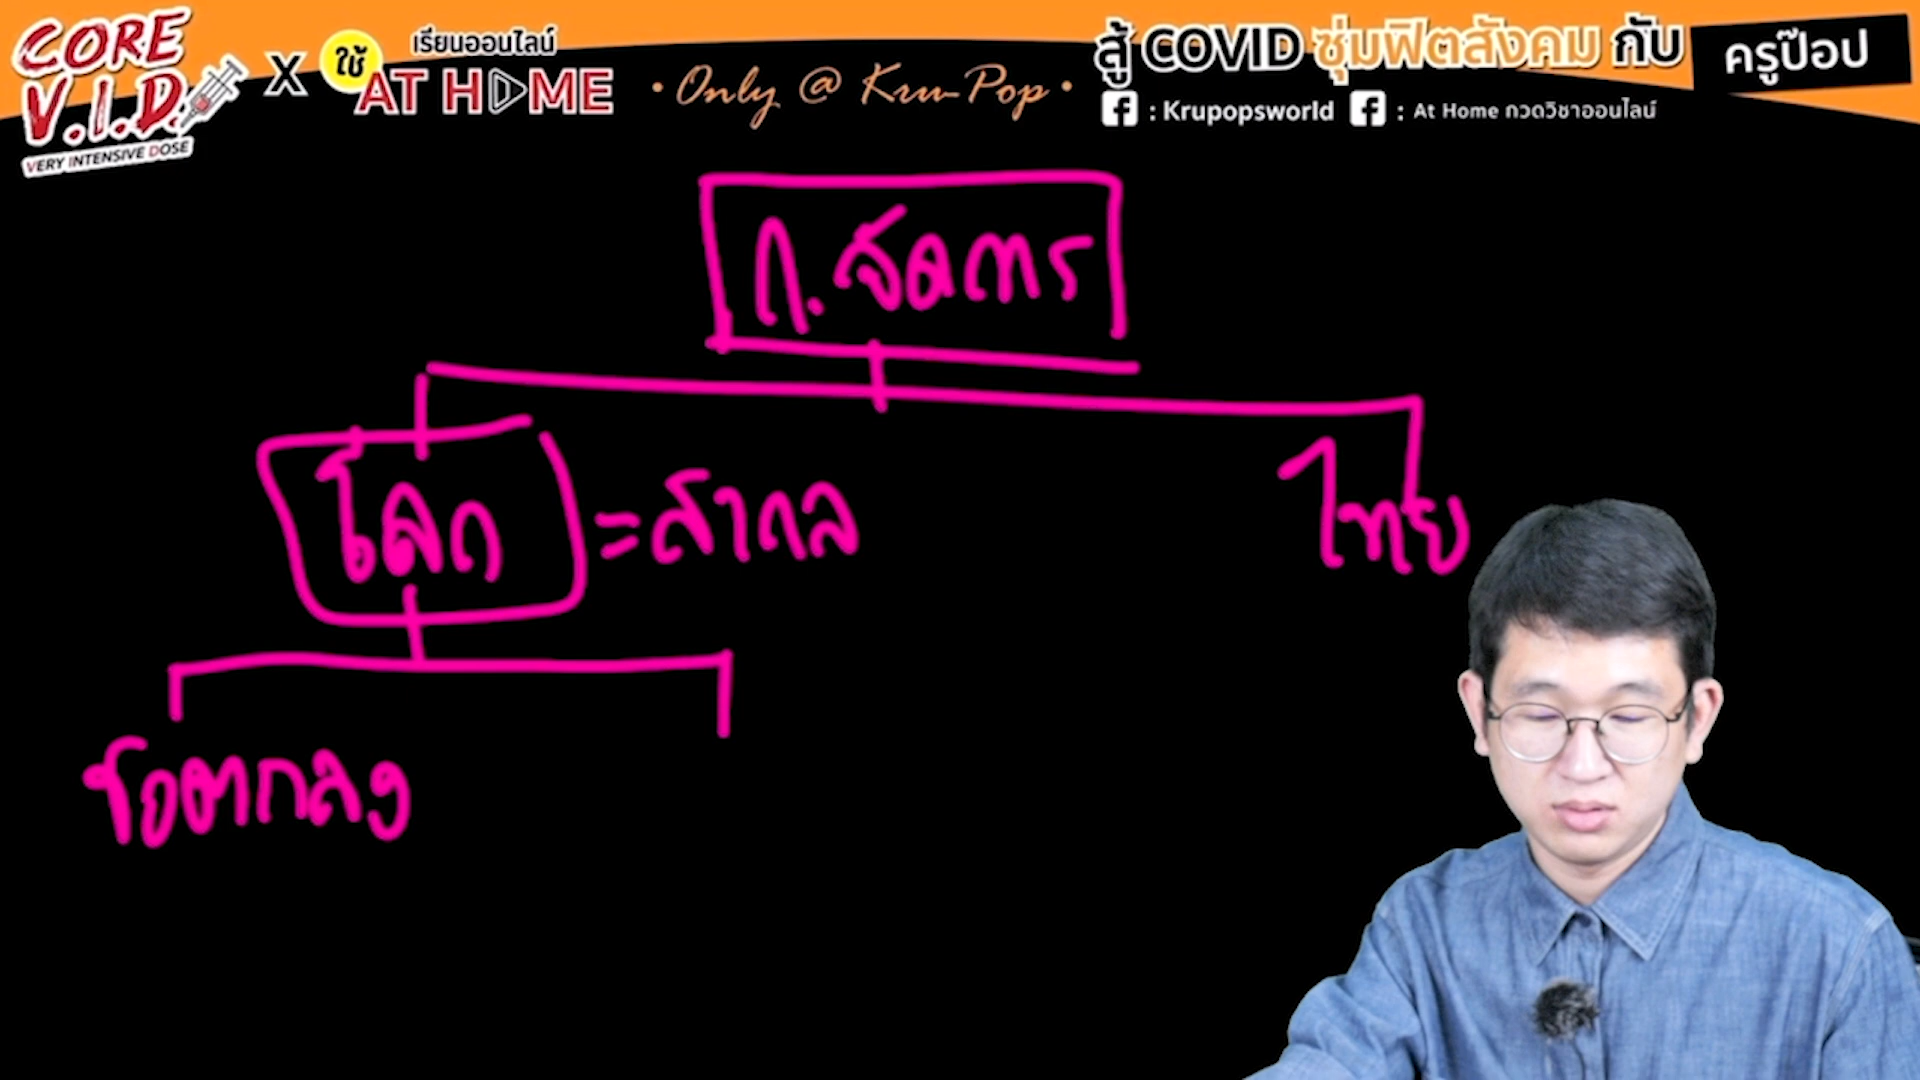 CORE
V.I.D.
VERY INTENSIVE DOSE
X
ใช้
เรียนออนไลน์
AT HOME
• Only @ Kru-Pop •
สู้ COVID ซุ่มฟิตสังคม กับ ครูป๊อป
: Krupopsworld : At Home กวดวิชาออนไลน์
ก.จัดการ
โลก = สากล
ไทย
ข้อตกลง